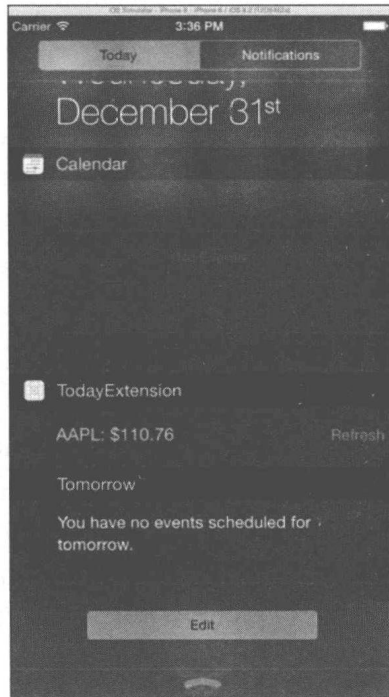 Carrier 3:36 PM
Today Notifications
December 31st
Calendar
TodayExtension
AAPL: $110.76 Refresh
Tomorrow
You have no events scheduled for
tomorrow.
Edit